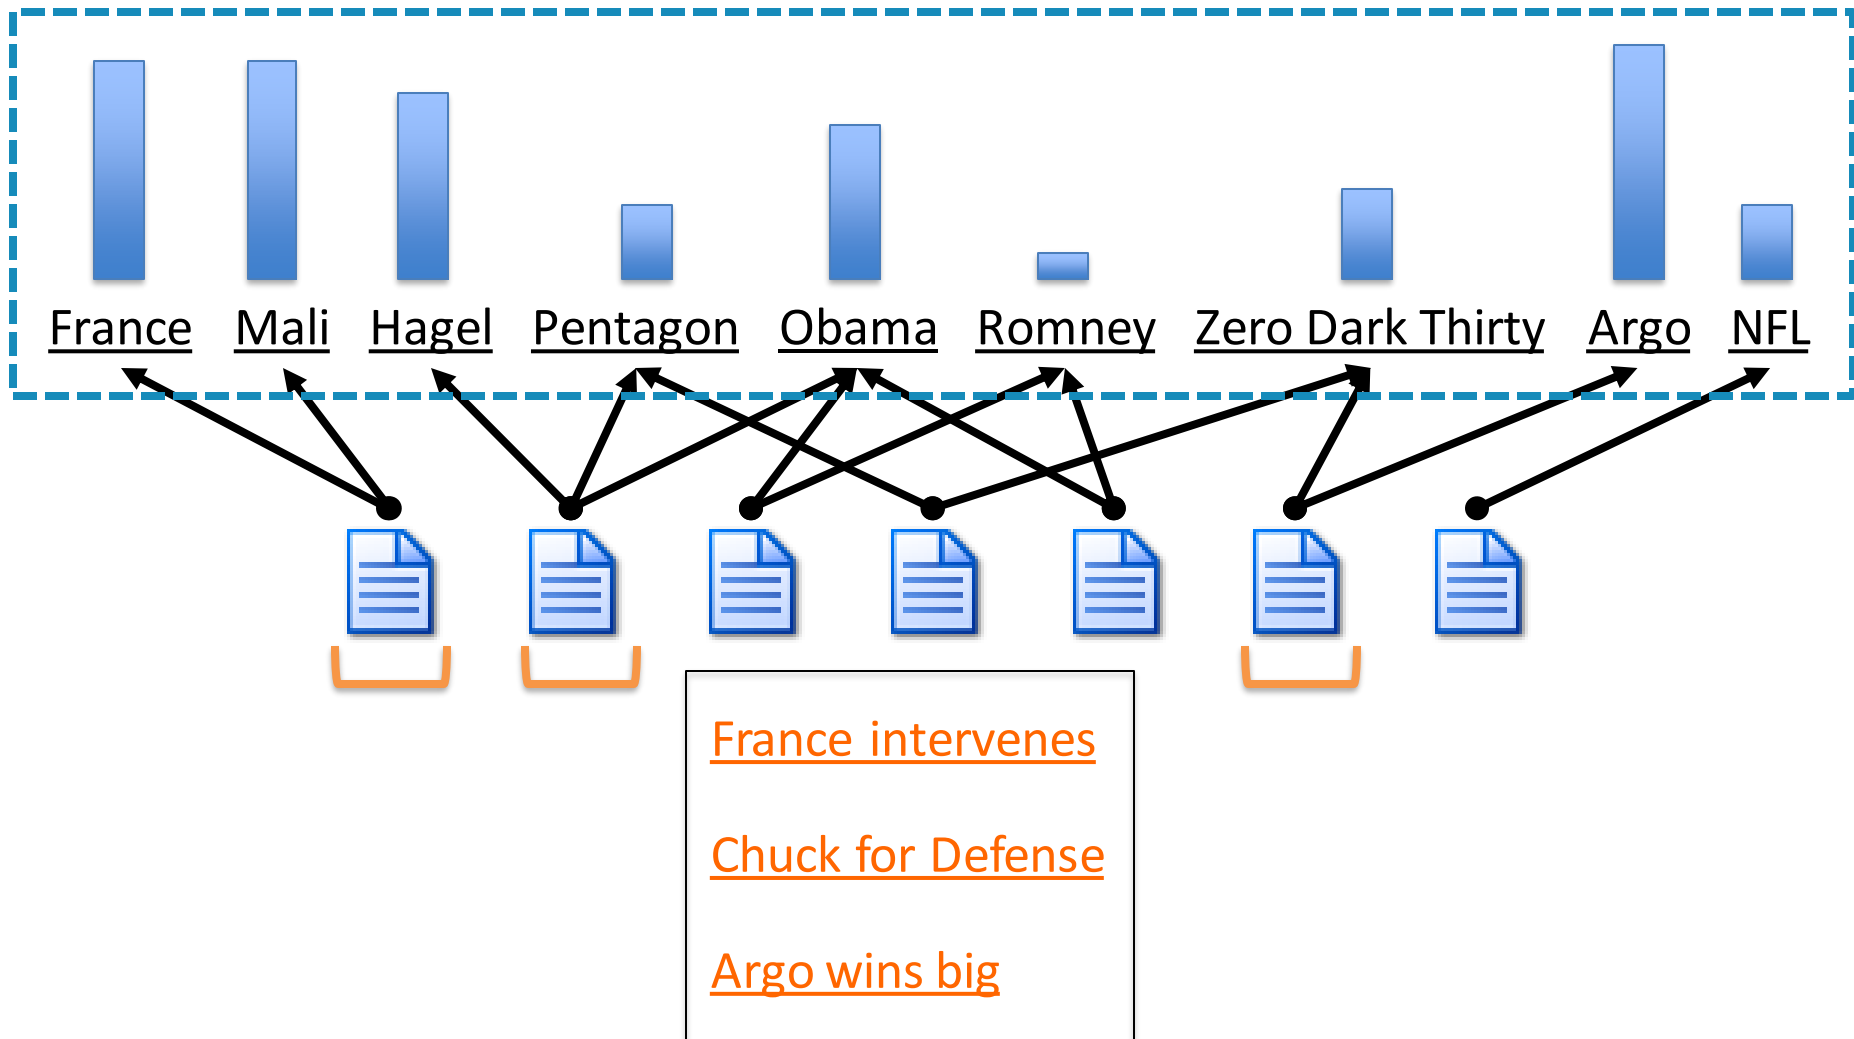 France Mali Hagel Pentagon Obama Romney Zero Dark Thirty Argo NFL
France intervenes
Chuck for Defense
Argo wins big